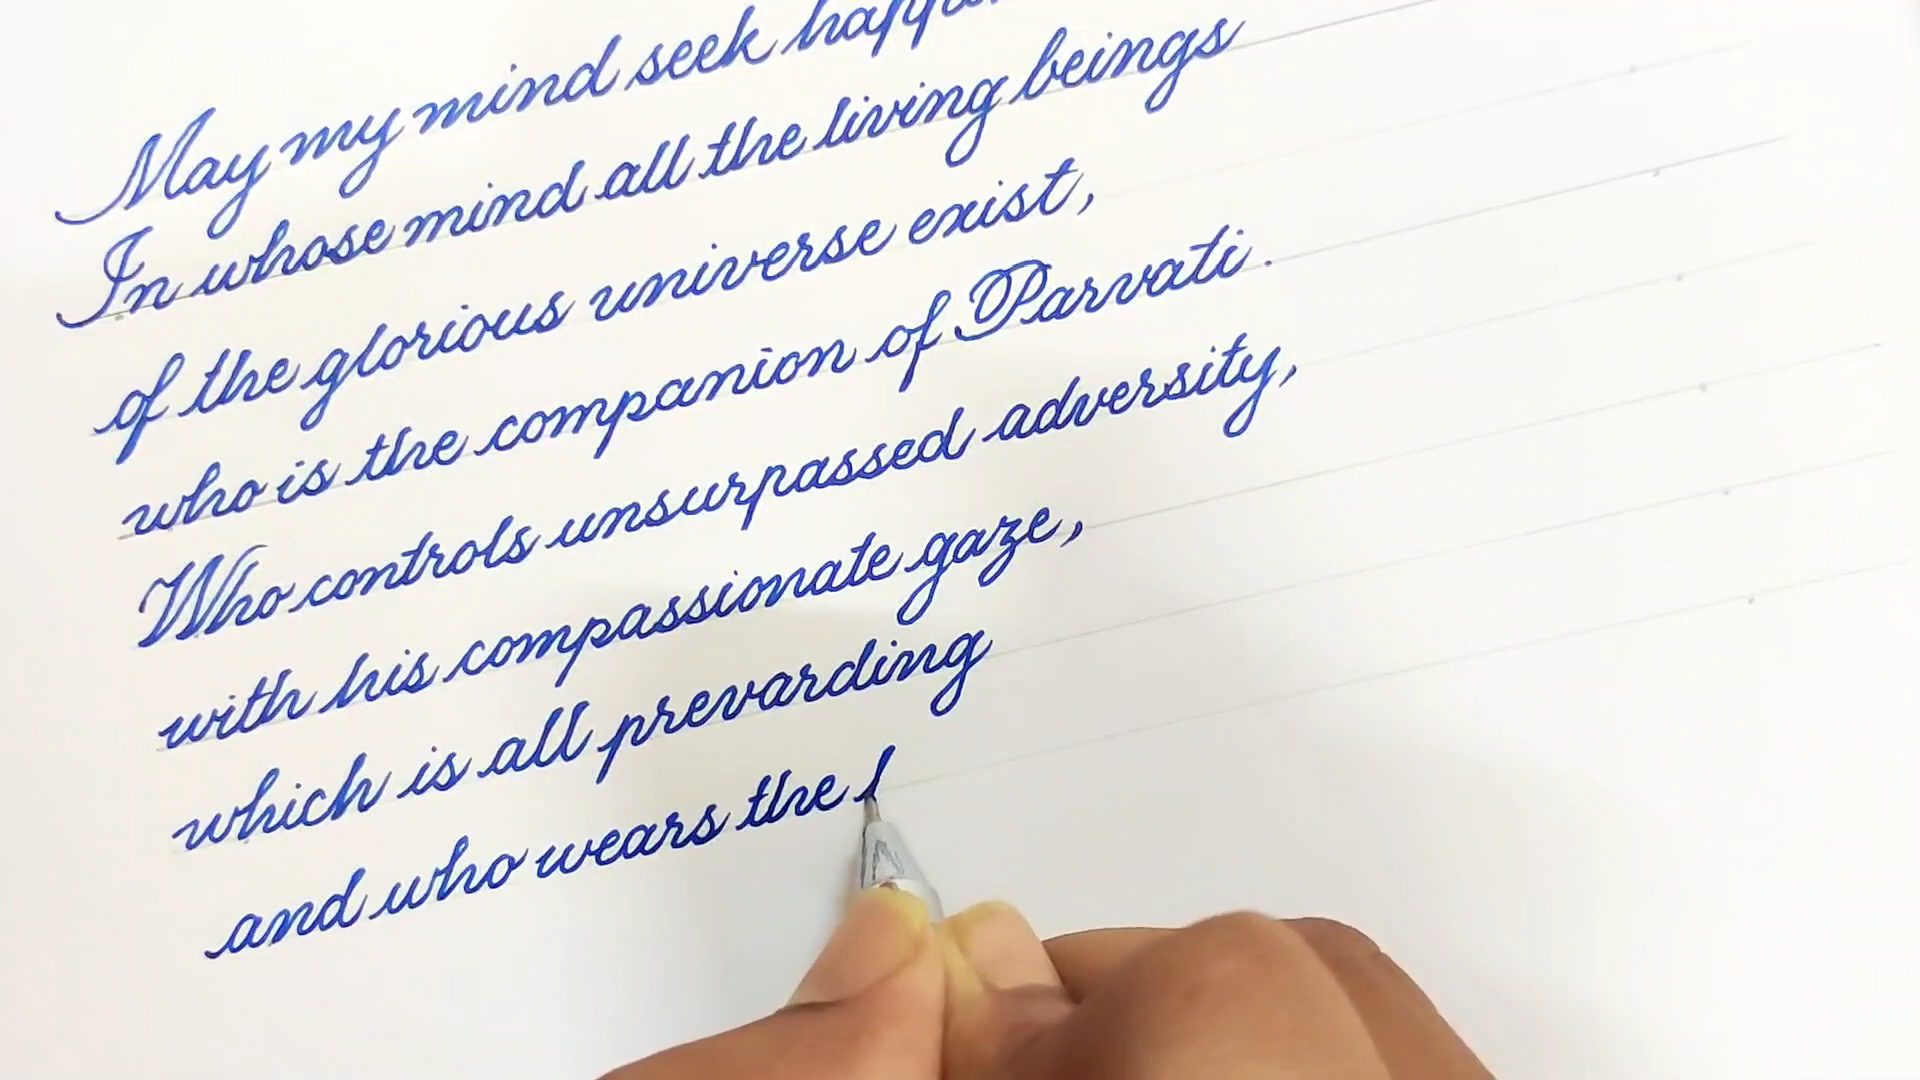 May my mind seek
In whose mind all the living beings
of the glorious universe exist,
who is the companion of Parvati.
Who controls unsurpassed adversity,
with his compassionate gaze,
which is all prevarding
and who wears the